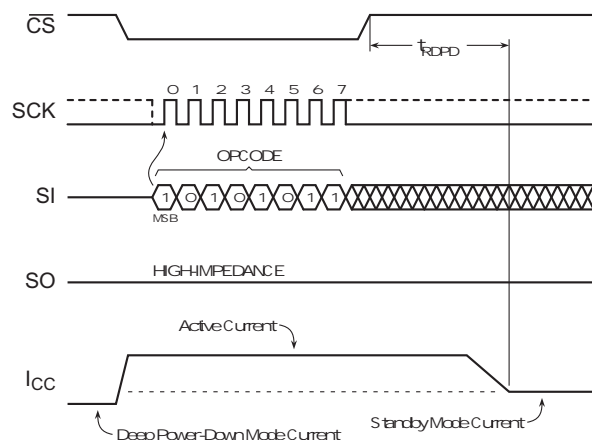 CS
tRDPD
0 1 2 3 4 5 6 7
SCK
OPCODE
SI
1 0 1 0 1 0 1 1
MSB
SO
HIGH-IMPEDANCE
Active Current
ICC
Standby Mode Current
Deep Power-Down Mode Current